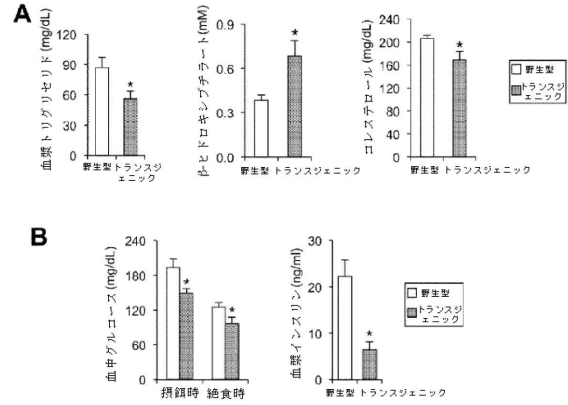 A
血漿トリグリセリド(mg/dL)
120
90
60
30
0
*
野生型 トランスジ
ェニック
β-ヒドロキシブチラート(mM)
0.9
0.6
0.3
0.0
*
野生型 トランスジェニック
コレステロール(mg/dL)
240
200
160
120
80
40
0
*
野生型 トランスジェニック
野生型
トランスジ
ェニック
B
血中グルコース(mg/dL)
240
180
120
60
0
*
*
摂餌時 絶食時
血漿インスリン(ng/ml)
30
20
10
0
*
野生型 トランスジェニック
野生型
トランスジ
ェニック